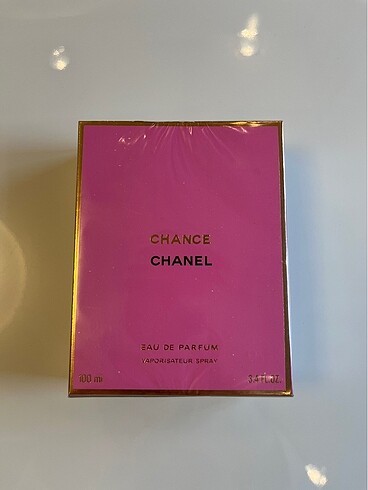 CHANCE
CHANEL
EAU DE PARFUM
VAPORISATEUR SPRAY
100 ml 3.4 FL.OZ.